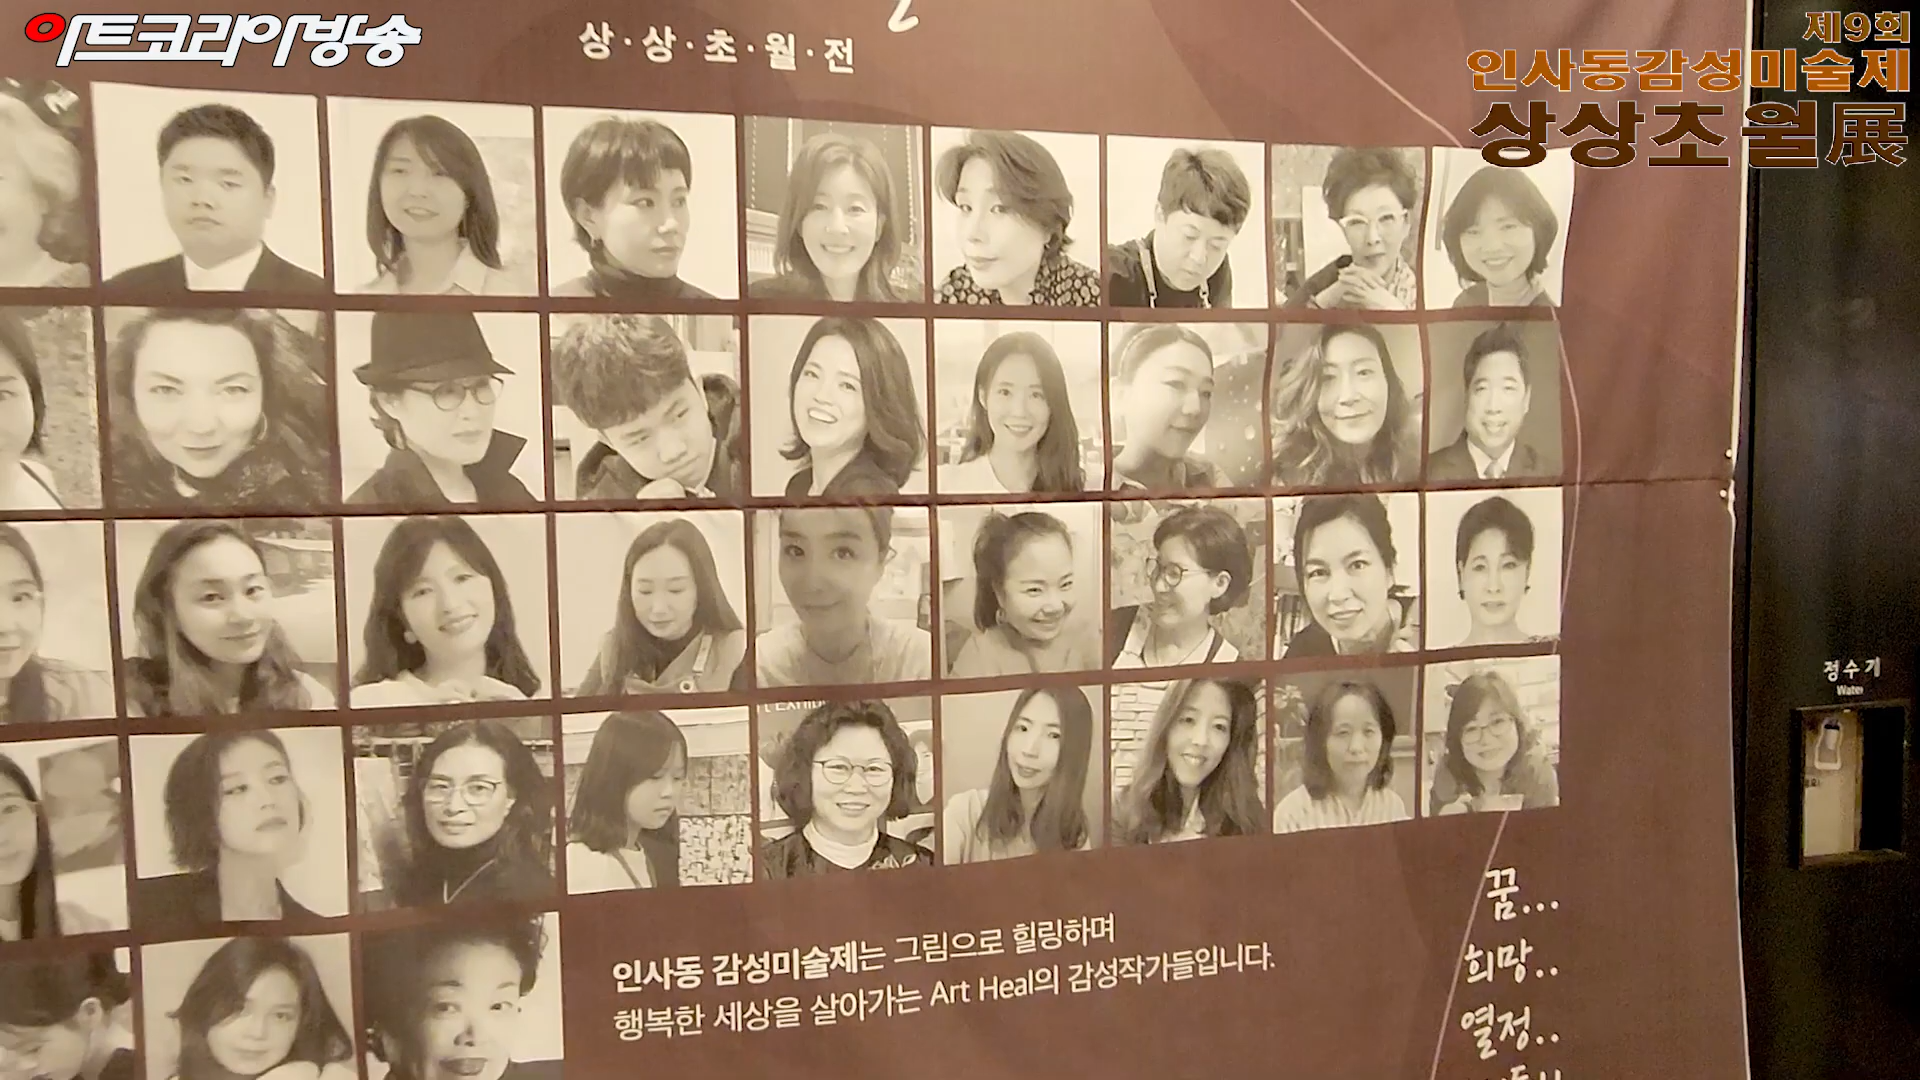 아트코리아방송
상·상·초·월·전
제9회
인사동감성미술제
상상초월展
정수기
Water
인사동 감성미술제는 그림으로 힐링하며
행복한 세상을 살아가는 Art Heal의 감성작가들입니다.
꿈...
희망..
열정..